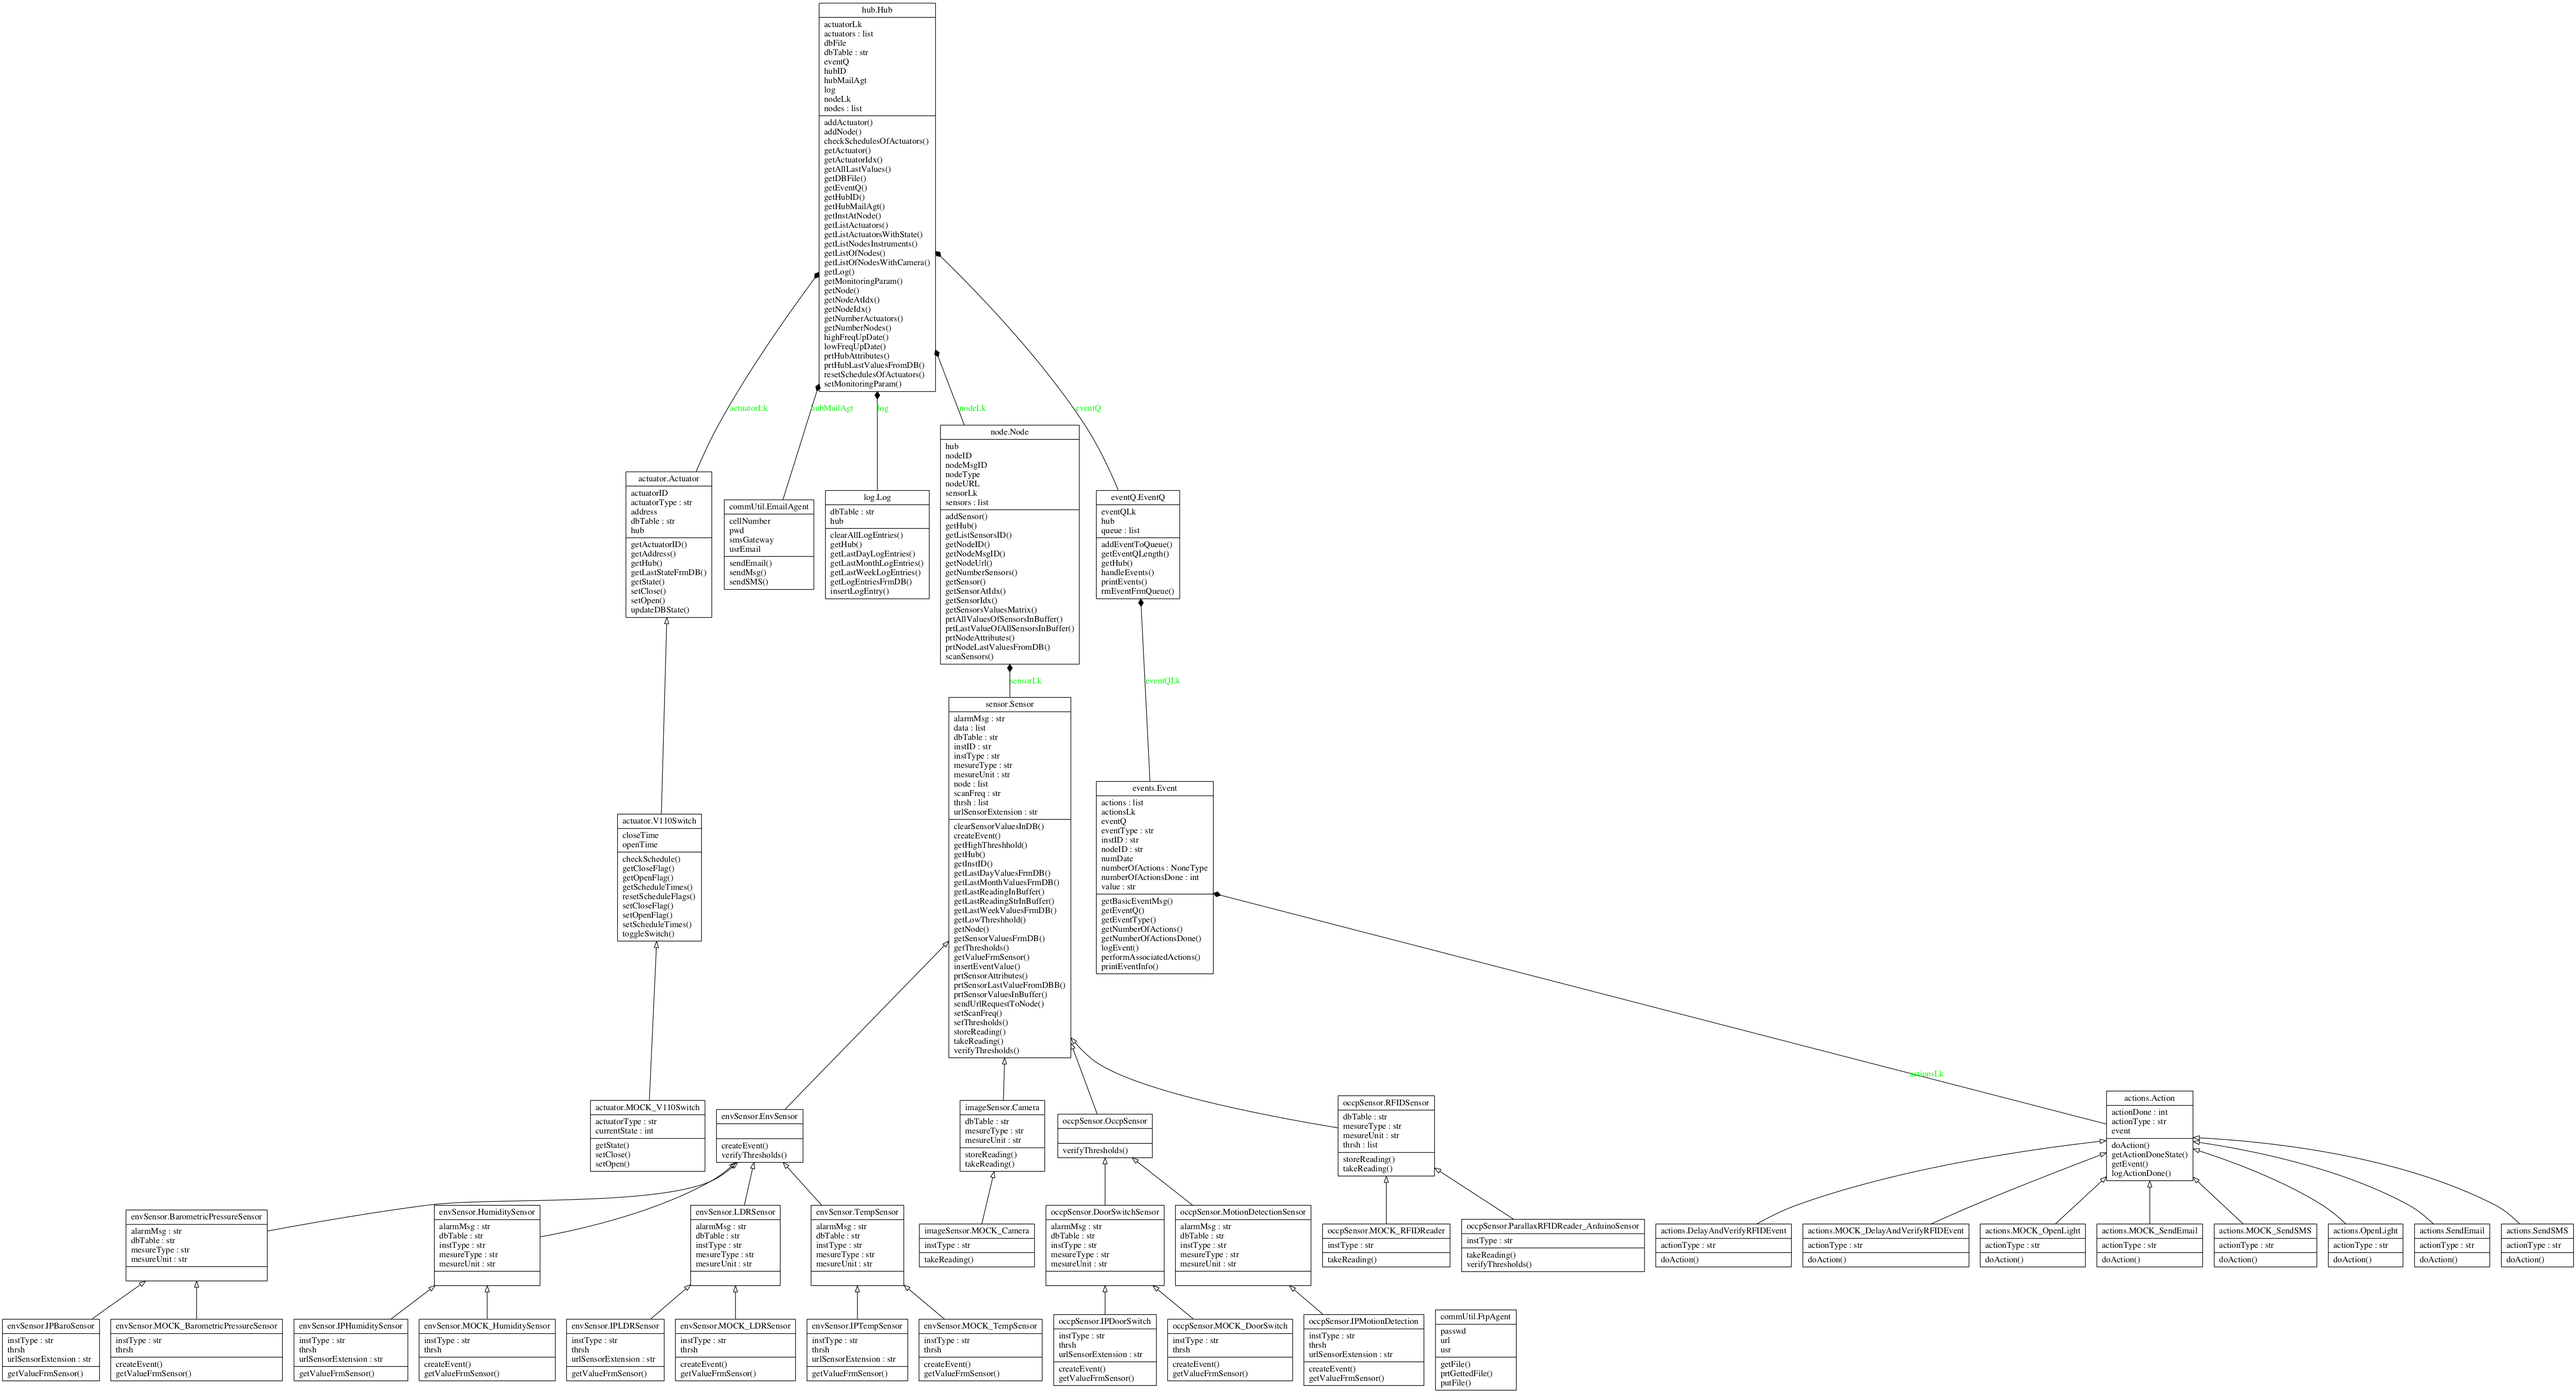 hub.Hub
actuatorLk
actuators : list
dbFile
dbTable : str
eventQ
hubID
hubMailAgt
log
nodeLk
nodes : list
addActuator()
addNode()
checkSchedulesOfActuators()
getActuator()
getActuatorIdx()
getAllLastValues()
getDBFile()
getEventQ()
getHubID()
getHubMailAgt()
getInstAtNode()
getListActuators()
getListActuatorsWithState()
getListNodesInstruments()
getListOfNodes()
getListOfNodesWithCamera()
getLog()
getMonitoringParam()
getNode()
getNodeAtIdx()
getNodeIdx()
getNumberActuators()
getNumberNodes()
highFreqUpDate()
lowFreqUpDate()
prtHubAttributes()
prtHubLastValuesFromDB()
resetSchedulesOfActuators()
setMonitoringParam()
actuatorLk
hubMailAgt
log
nodeLk
eventQ
actuator.Actuator
actuatorID
actuatorType : str
address
dbTable : str
hub
getActuatorID()
getAddress()
getHub()
getLastStateFrmDB()
getState()
setClose()
setOpen()
updateDBState()
commUtil.EmailAgent
cellNumber
pwd
smsGateway
usrEmail
sendEmail()
sendMsg()
sendSMS()
log.Log
dbTable : str
hub
clearAllLogEntries()
getHub()
getLastDayLogEntries()
getLastMonthLogEntries()
getLastWeekLogEntries()
getLogEntriesFrmDB()
insertLogEntry()
node.Node
hub
nodeID
nodeMsgID
nodeType
nodeURL
sensorLk
sensors : list
addSensor()
getHub()
getListSensorsID()
getNodeID()
getNodeMsgID()
getNodeUrl()
getNumberSensors()
getSensor()
getSensorAtIdx()
getSensorIdx()
getSensorsValuesMatrix()
prtAllValuesOfSensorsInBuffer()
prtLastValueOfAllSensorsInBuffer()
prtNodeAttributes()
prtNodeLastValuesFromDB()
scanSensors()
eventQ.EventQ
eventQLk
hub
queue : list
addEventToQueue()
getEventQLength()
getHub()
handleEvents()
printEvents()
rmEventFrmQueue()
sensorLk
eventQLk
sensor.Sensor
alarmMsg : str
data : list
dbTable : str
instID : str
instType : str
mesureType : str
mesureUnit : str
node : list
scanFreq : str
thrsh : list
urlSensorExtension : str
clearSensorValuesInDB()
createEvent()
getHighThreshhold()
getHub()
getInstID()
getLastDayValuesFrmDB()
getLastMonthValuesFrmDB()
getLastReadingInBuffer()
getLastReadingStrInBuffer()
getLastWeekValuesFrmDB()
getLowThreshhold()
getNode()
getSensorValuesFrmDB()
getThresholds()
getValueFrmSensor()
insertEventValue()
prtSensorAttributes()
prtSensorLastValueFromDBB()
prtSensorValuesInBuffer()
sendUrlRequestToNode()
setScanFreq()
setThresholds()
storeReading()
takeReading()
verifyThresholds()
events.Event
actions : list
actionsLk
eventQ
eventType : str
instID : str
nodeID : str
numDate
numberOfActions : NoneType
numberOfActionsDone : int
value : str
getBasicEventMsg()
getEventQ()
getEventType()
getNumberOfActions()
getNumberOfActionsDone()
logEvent()
performAssociatedActions()
printEventInfo()
actuator.V110Switch
closeTime
openTime
checkSchedule()
getCloseFlag()
getOpenFlag()
getScheduleTimes()
resetScheduleFlags()
setCloseFlag()
setOpenFlag()
setScheduleTimes()
toggleSwitch()
actionsLk
actuator.MOCK_V110Switch
actuatorType : str
currentState : int
getState()
setClose()
setOpen()
envSensor.EnvSensor
createEvent()
verifyThresholds()
imageSensor.Camera
dbTable : str
mesureType : str
mesureUnit : str
storeReading()
takeReading()
occpSensor.OccpSensor
verifyThresholds()
occpSensor.RFIDSensor
dbTable : str
mesureType : str
mesureUnit : str
thrsh : list
storeReading()
takeReading()
actions.Action
actionDone : int
actionType : str
event
doAction()
getActionDoneState()
getEvent()
logActionDone()
envSensor.BarometricPressureSensor
alarmMsg : str
dbTable : str
mesureType : str
mesureUnit : str
envSensor.HumiditySensor
alarmMsg : str
dbTable : str
instType : str
mesureType : str
mesureUnit : str
envSensor.LDRSensor
alarmMsg : str
dbTable : str
instType : str
mesureType : str
mesureUnit : str
envSensor.TempSensor
alarmMsg : str
dbTable : str
instType : str
mesureType : str
mesureUnit : str
imageSensor.MOCK_Camera
instType : str
takeReading()
occpSensor.DoorSwitchSensor
alarmMsg : str
dbTable : str
instType : str
mesureType : str
mesureUnit : str
occpSensor.MotionDetectionSensor
alarmMsg : str
dbTable : str
instType : str
mesureType : str
mesureUnit : str
occpSensor.MOCK_RFIDReader
instType : str
takeReading()
occpSensor.ParallaxRFIDReader_ArduinoSensor
instType : str
takeReading()
verifyThresholds()
actions.DelayAndVerifyRFIDEvent
actionType : str
doAction()
actions.MOCK_DelayAndVerifyRFIDEvent
actionType : str
doAction()
actions.MOCK_OpenLight
actionType : str
doAction()
actions.MOCK_SendEmail
actionType : str
doAction()
actions.MOCK_SendSMS
actionType : str
doAction()
actions.OpenLight
actionType : str
doAction()
actions.SendEmail
actionType : str
doAction()
actions.SendSMS
actionType : str
doAction()
envSensor.IPBaroSensor
instType : str
thrsh
urlSensorExtension : str
getValueFrmSensor()
envSensor.MOCK_BarometricPressureSensor
instType : str
thrsh
createEvent()
getValueFrmSensor()
envSensor.IPHumiditySensor
instType : str
thrsh
urlSensorExtension : str
getValueFrmSensor()
envSensor.MOCK_HumiditySensor
instType : str
thrsh
createEvent()
getValueFrmSensor()
envSensor.IPLDRSensor
instType : str
thrsh
urlSensorExtension : str
getValueFrmSensor()
envSensor.MOCK_LDRSensor
instType : str
thrsh
createEvent()
getValueFrmSensor()
envSensor.IPTempSensor
instType : str
thrsh
urlSensorExtension : str
getValueFrmSensor()
envSensor.MOCK_TempSensor
instType : str
thrsh
createEvent()
getValueFrmSensor()
occpSensor.IPDoorSwitch
instType : str
thrsh
urlSensorExtension : str
createEvent()
getValueFrmSensor()
occpSensor.MOCK_DoorSwitch
instType : str
thrsh
createEvent()
getValueFrmSensor()
occpSensor.IPMotionDetection
instType : str
thrsh
urlSensorExtension : str
createEvent()
getValueFrmSensor()
commUtil.FtpAgent
passwd
url
usr
getFile()
prtGettedFile()
putFile()